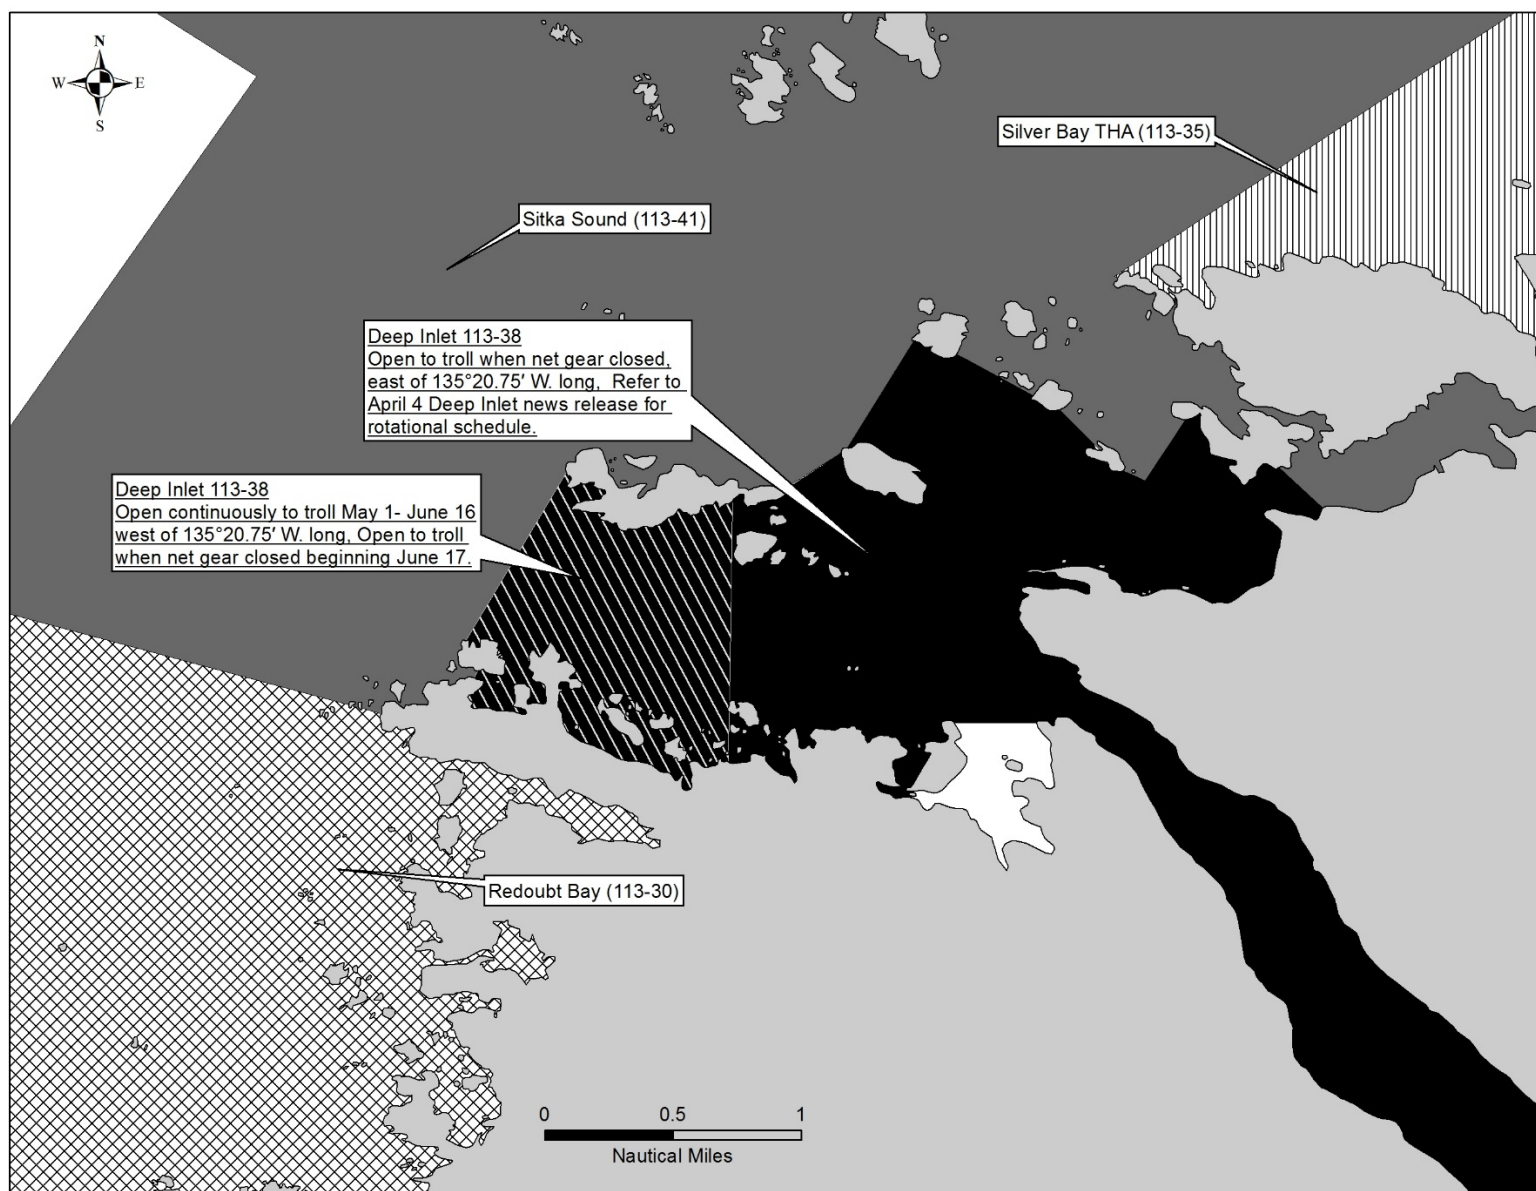 N
W E
S
Silver Bay THA (113-35)
Sitka Sound (113-41)
Deep Inlet 113-38
Open to troll when net gear closed,
east of 135°20.75′ W. long,  Refer to
April 4 Deep Inlet news release for
rotational schedule.
Deep Inlet 113-38
Open continuously to troll May 1- June 16
west of 135°20.75′ W. long, Open to troll
when net gear closed beginning June 17.
Redoubt Bay (113-30)
0 0.5 1
Nautical Miles